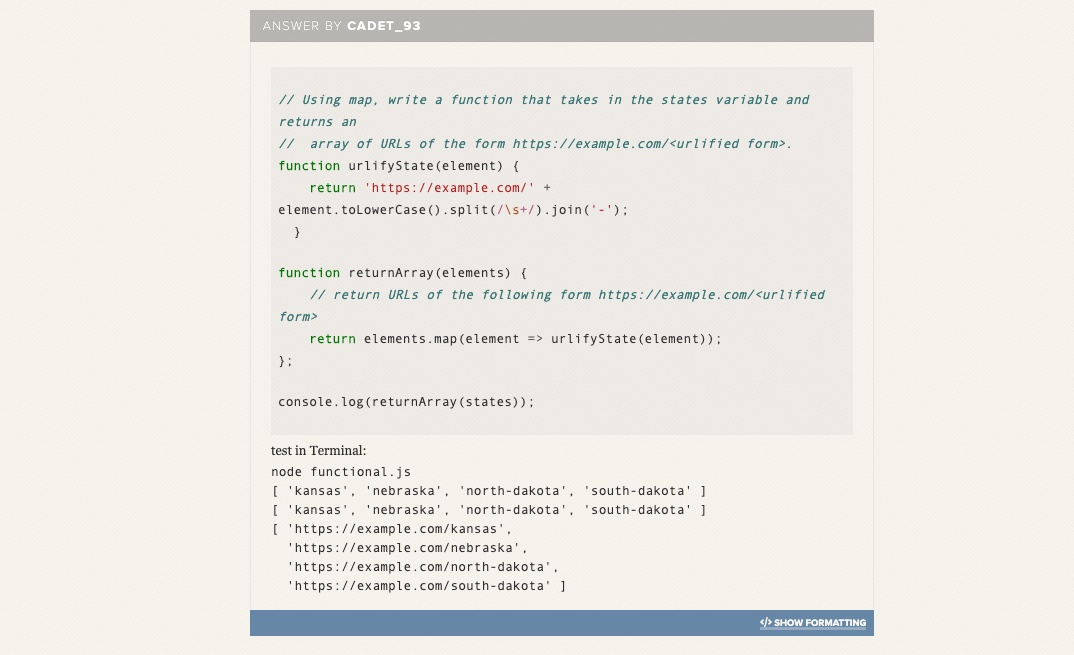 ANSWER BY CADET_93
// Using map, write a function that takes in the states variable and
returns an
//  array of URLs of the form https://example.com/<urlified form>.
function urlifyState(element) {
    return 'https://example.com/' +
element.toLowerCase().split(/\s+/).join('-');
  }
function returnArray(elements) {
    // return URLs of the following form https://example.com/<urlified
form>
    return elements.map(element => urlifyState(element));
};
console.log(returnArray(states));
test in Terminal:
node functional.js
[ 'kansas', 'nebraska', 'north-dakota', 'south-dakota' ]
[ 'kansas', 'nebraska', 'north-dakota', 'south-dakota' ]
[ 'https://example.com/kansas',
  'https://example.com/nebraska',
  'https://example.com/north-dakota',
  'https://example.com/south-dakota' ]
</> SHOW FORMATTING